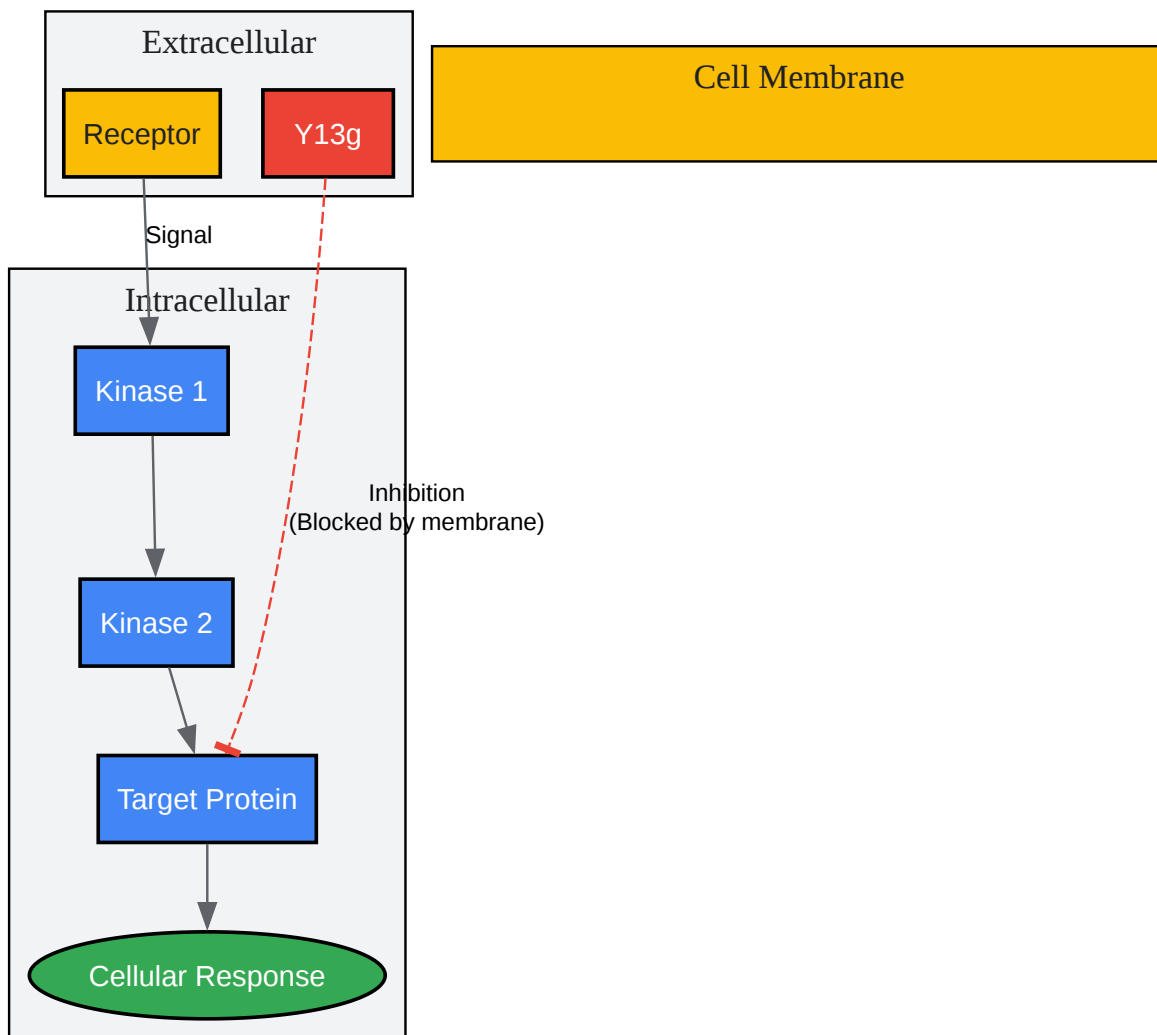 Extracellular
Cell Membrane
Receptor
Y13g
Signal
Intracellular
Kinase 1
Inhibition
(Blocked by membrane)
Kinase 2
Target Protein
Cellular Response